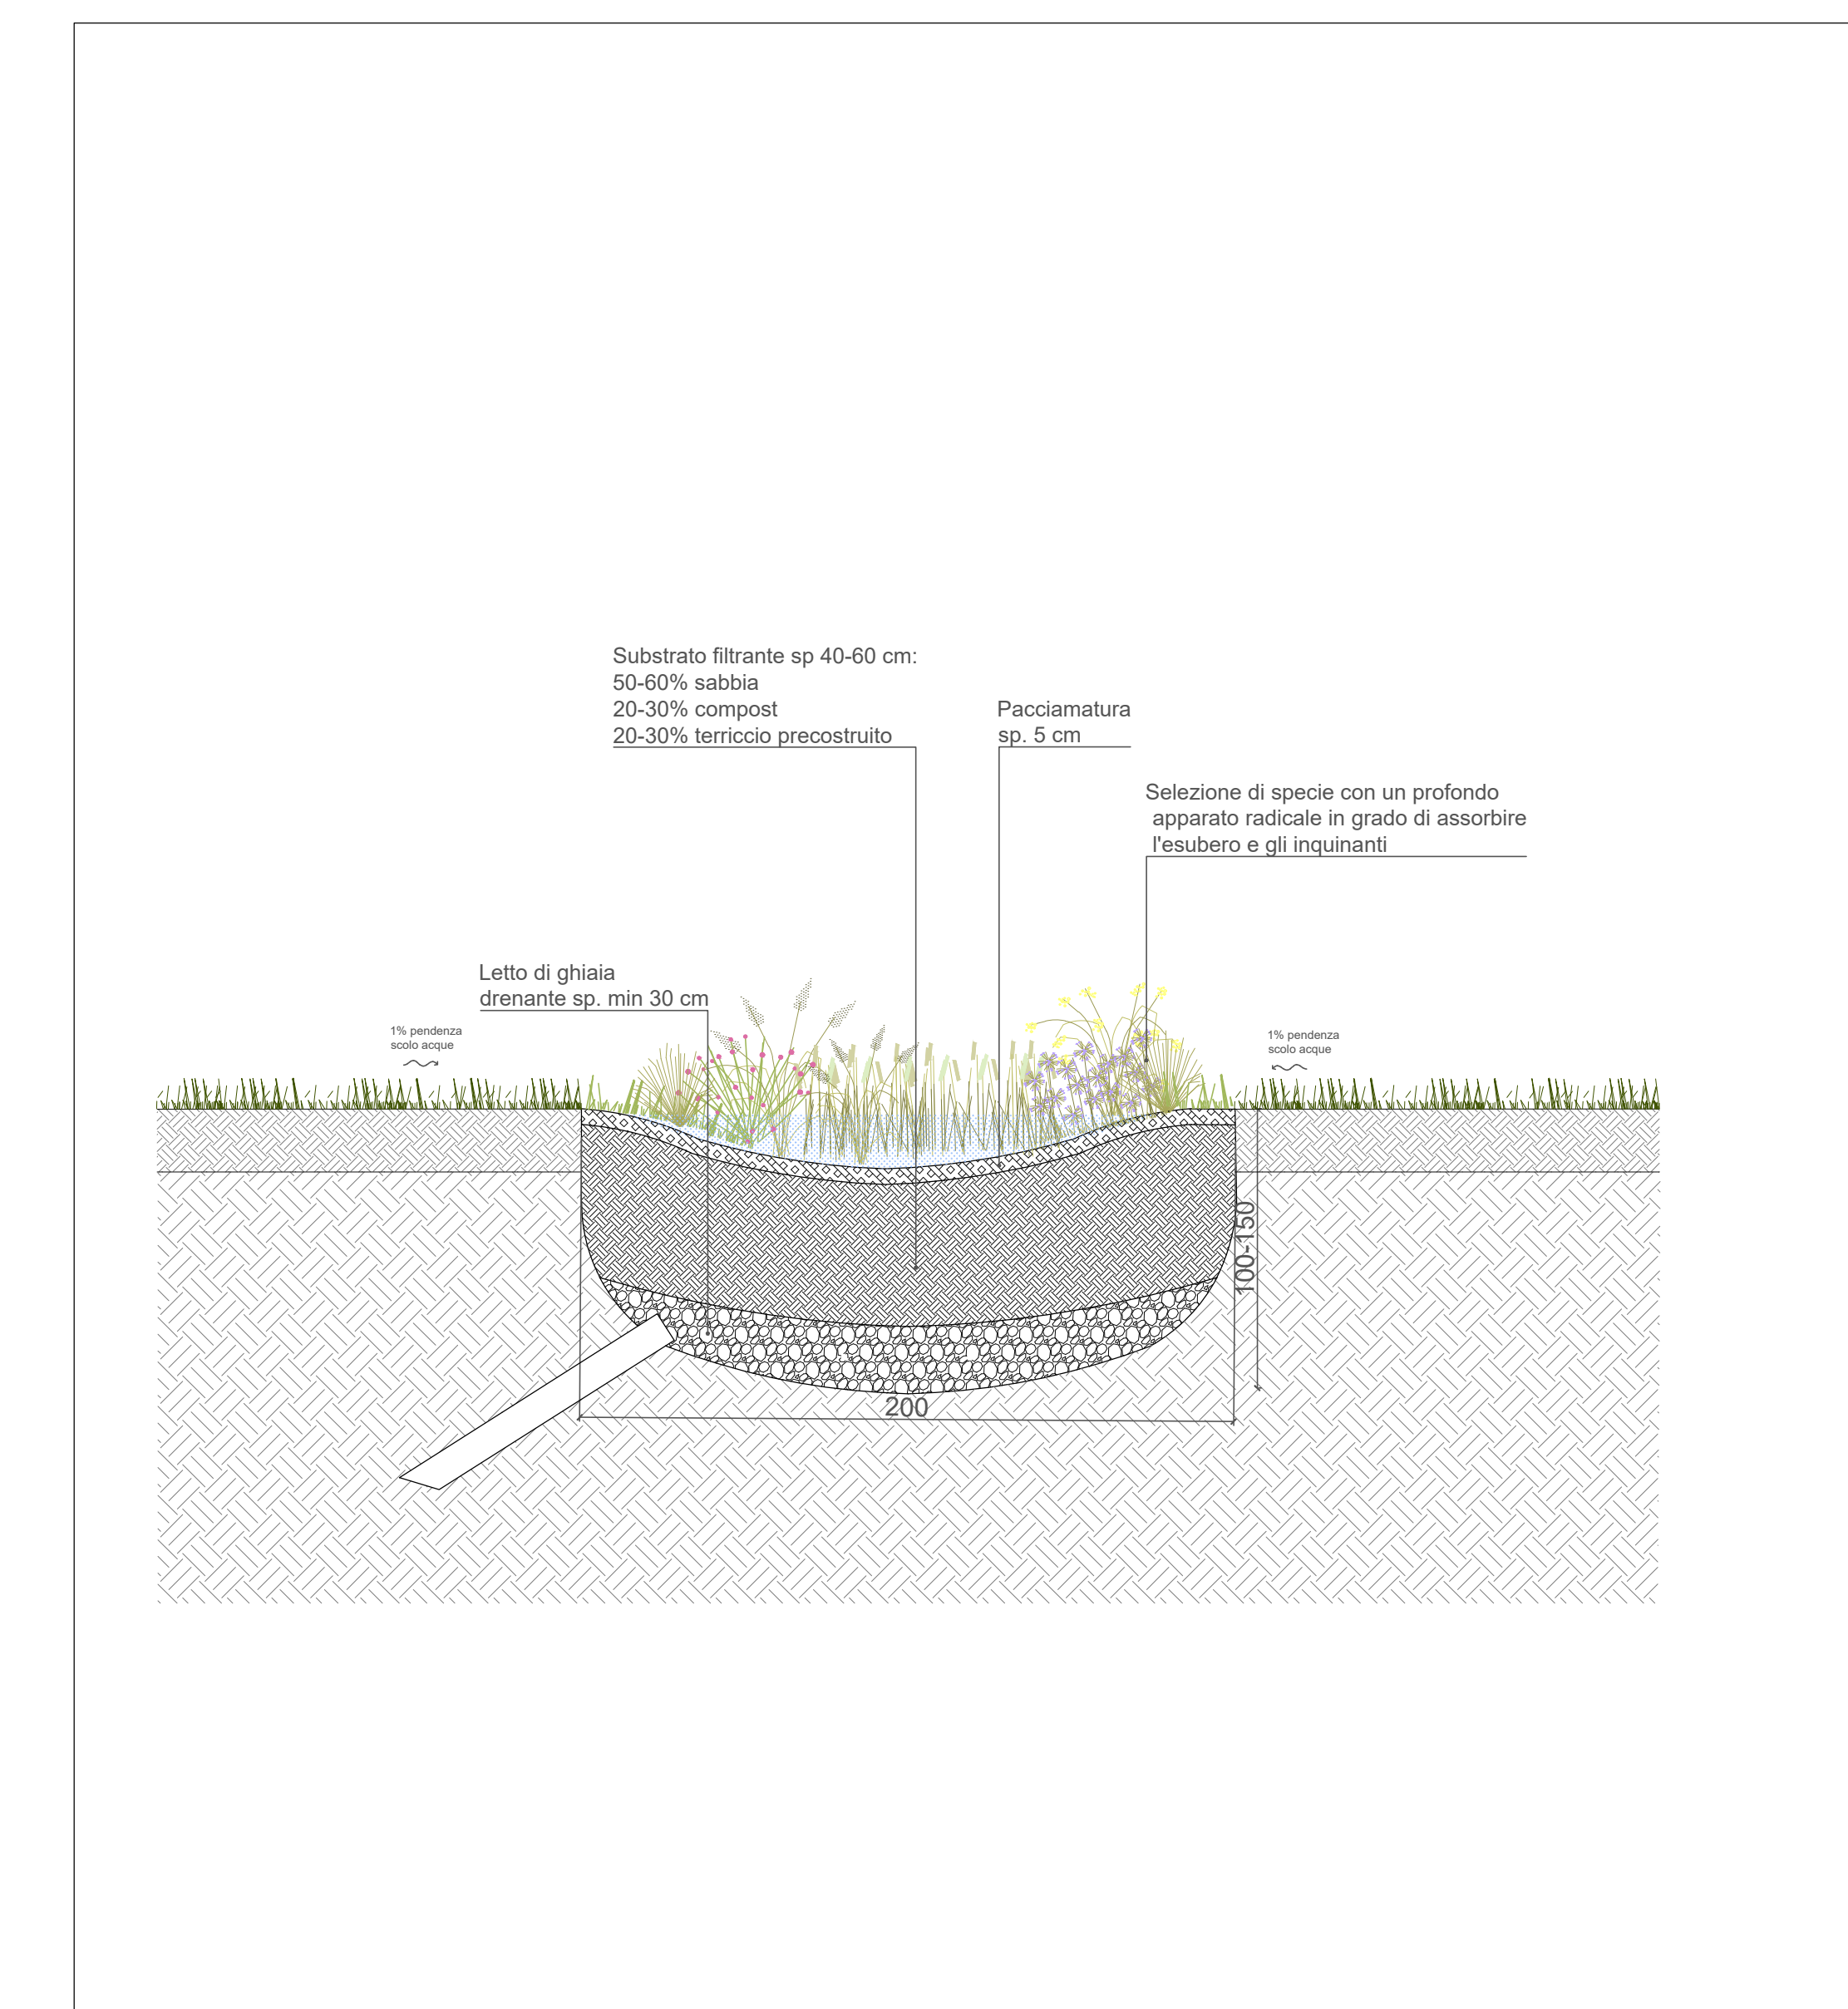 Substrato filtrante sp 40-60 cm:
50-60% sabbia
20-30% compost
20-30% terriccio precostruito
Pacciamatura
sp. 5 cm
Selezione di specie con un profondo
apparato radicale in grado di assorbire
l'esubero e gli inquinanti
Letto di ghiaia
drenante sp. min 30 cm
1% pendenza
scolo acque
1% pendenza
scolo acque
100-150
200